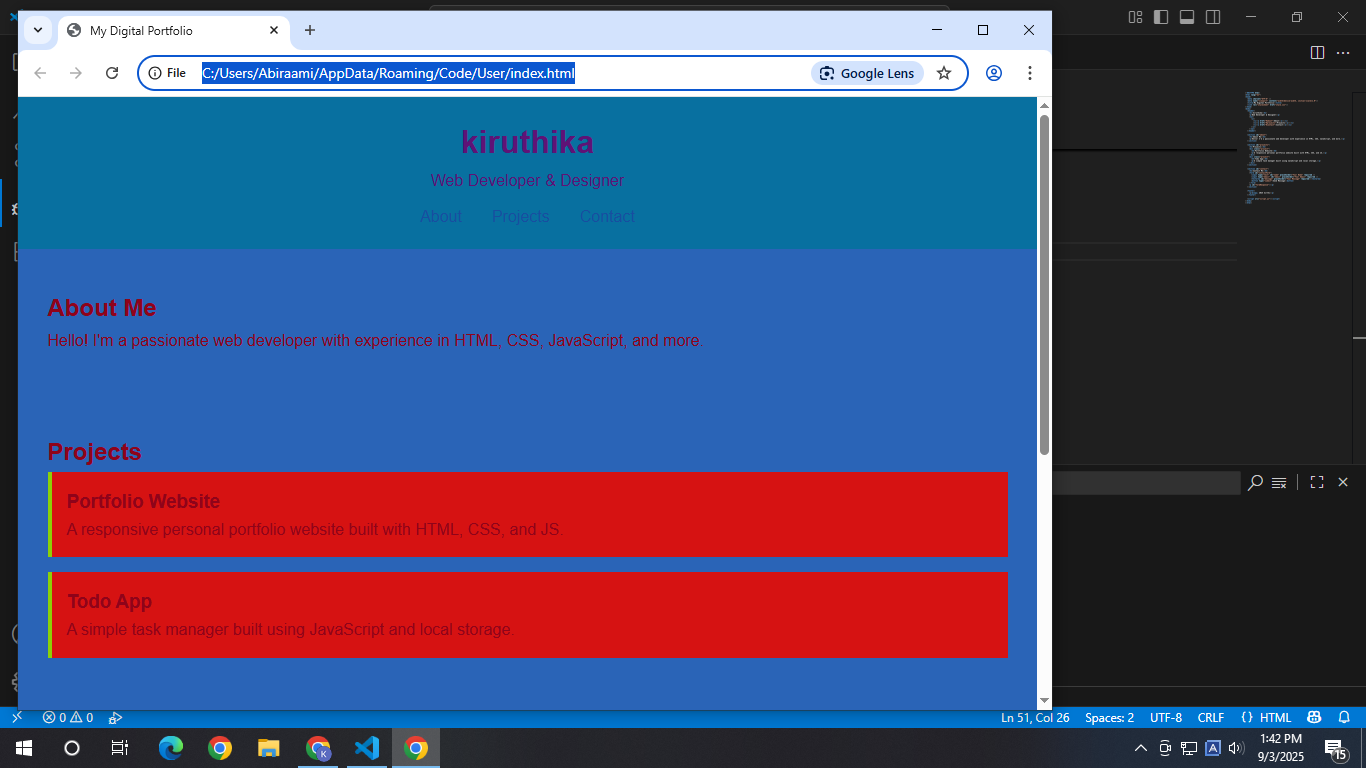 My Digital Portfolio
File C:/Users/Abiraami/AppData/Roaming/Code/User/index.html Google Lens
kiruthika
Web Developer & Designer
About Projects Contact
About Me
Hello! I'm a passionate web developer with experience in HTML, CSS, JavaScript, and more.
Projects
Portfolio Website
A responsive personal portfolio website built with HTML, CSS, and JS.
Todo App
A simple task manager built using JavaScript and local storage.
0 0 Ln 51, Col 26 Spaces: 2 UTF-8 CRLF {} HTML
K A 1:42 PM
9/3/2025 15